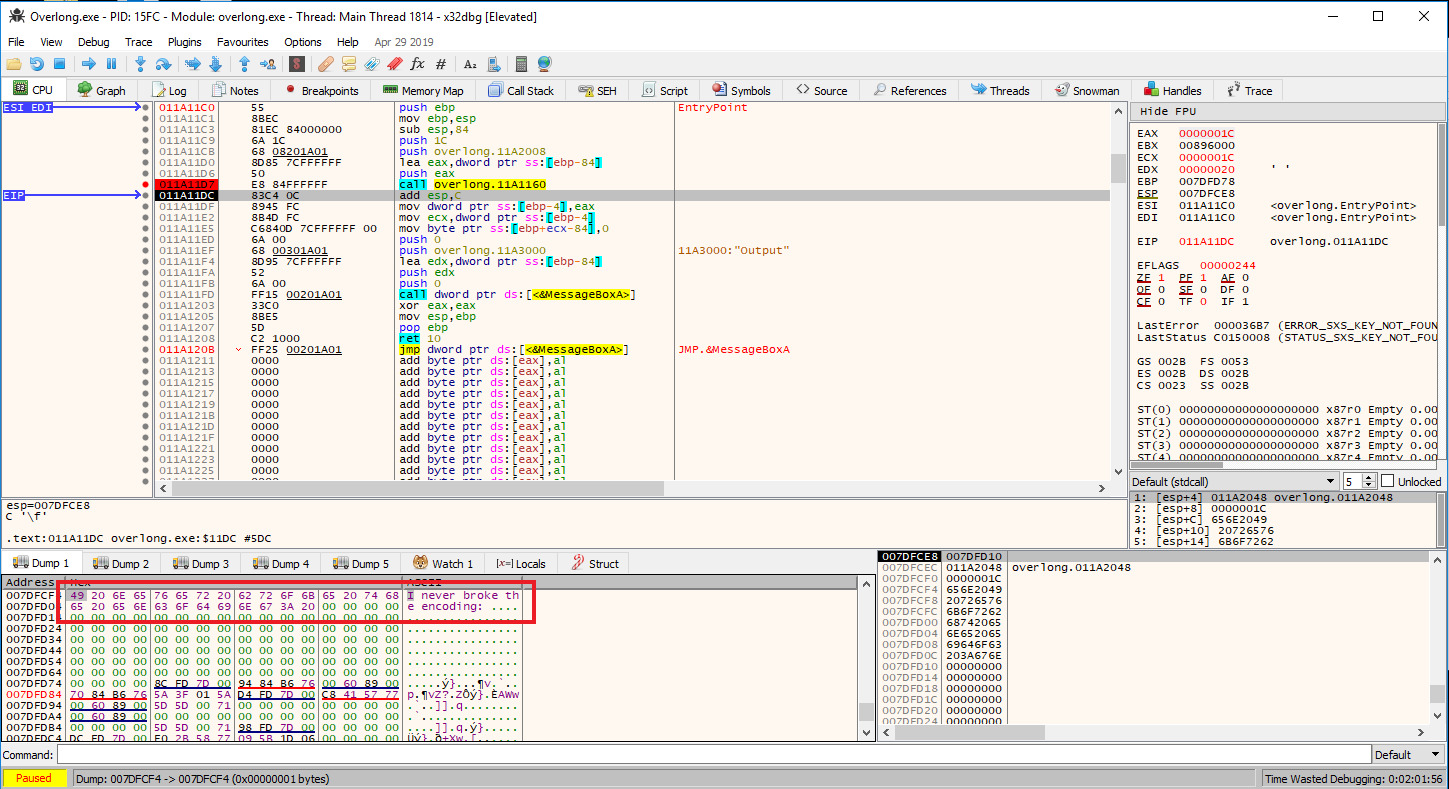 Overlong.exe - PID: 15FC - Module: overlong.exe - Thread: Main Thread 1814 - x32dbg [Elevated]
File View Debug Trace Plugins Favourites Options Help Apr 29 2019
CPU Graph Log Notes Breakpoints Memory Map Call Stack SEH Script Symbols Source References Threads Snowman Handles Trace
ESI EDI
EIP
011A11C0 55 push ebp EntryPoint
011A11C1 8BEC mov ebp,esp
011A11C3 81EC 84000000 sub esp,84
011A11C9 6A 1C push 1C
011A11CB 68 08201A01 push overlong.11A2008
011A11D0 8D85 7CFFFFFF lea eax,dword ptr ss:[ebp-84]
011A11D6 50 push eax
011A11D7 E8 84FFFFFF call overlong.11A1160
011A11DC 83C4 0C add esp,C
011A11DF 8945 FC mov dword ptr ss:[ebp-4],eax
011A11E2 8B4D FC mov ecx,dword ptr ss:[ebp-4]
011A11E5 C6840D 7CFFFFFF 00 mov byte ptr ss:[ebp+ecx-84],0
011A11ED 6A 00 push 0
011A11EF 68 00301A01 push overlong.11A3000 11A3000:"Output"
011A11F4 8D95 7CFFFFFF lea edx,dword ptr ss:[ebp-84]
011A11FA 52 push edx
011A11FB 6A 00 push 0
011A11FD FF15 00201A01 call dword ptr ds:[<&MessageBoxA>]
011A1203 33C0 xor eax,eax
011A1205 8BE5 mov esp,ebp
011A1207 5D pop ebp
011A1208 C2 1000 ret 10
011A120B FF25 00201A01 jmp dword ptr ds:[<&MessageBoxA>] JMP.&MessageBoxA
011A1211 0000 add byte ptr ds:[eax],al
011A1213 0000 add byte ptr ds:[eax],al
011A1215 0000 add byte ptr ds:[eax],al
011A1217 0000 add byte ptr ds:[eax],al
011A1219 0000 add byte ptr ds:[eax],al
011A121B 0000 add byte ptr ds:[eax],al
011A121D 0000 add byte ptr ds:[eax],al
011A121F 0000 add byte ptr ds:[eax],al
011A1221 0000 add byte ptr ds:[eax],al
011A1223 0000 add byte ptr ds:[eax],al
011A1225 0000 add byte ptr ds:[eax],al
Hide FPU
EAX 0000001C
EBX 00896000
ECX 0000001C
EDX 00000020 ' '
EBP 007DFD78
ESP 007DFCE8
ESI 011A11C0 <overlong.EntryPoint>
EDI 011A11C0 <overlong.EntryPoint>
EIP 011A11DC overlong.011A11DC
EFLAGS 00000244
ZF 1 PF 1 AF 0
OF 0 SF 0 DF 0
CF 0 TF 0 IF 1
LastError 000036B7 (ERROR_SXS_KEY_NOT_FOUN
LastStatus C0150008 (STATUS_SXS_KEY_NOT_FOU
GS 002B FS 0053
ES 002B DS 002B
CS 0023 SS 002B
ST(0) 00000000000000000000 x87r0 Empty 0.00
ST(1) 00000000000000000000 x87r1 Empty 0.00
ST(2) 00000000000000000000 x87r2 Empty 0.00
ST(3) 00000000000000000000 x87r3 Empty 0.00
ST(4) 00000000000000000000 x87r4 Empty 0.00
Default (stdcall) 5 Unlocked
1: [esp+4] 011A2048 overlong.011A2048
2: [esp+8] 0000001C
3: [esp+C] 656E2049
4: [esp+10] 20726576
5: [esp+14] 6B6F7262
esp=007DFCE8
C '\f'
.text:011A11DC overlong.exe:$11DC #5DC
Dump 1 Dump 2 Dump 3 Dump 4 Dump 5 Watch 1 Locals Struct
Address Hex ASCII
007DFCF4 49 20 6E 65 76 65 72 20 62 72 6F 6B 65 20 74 68 I never broke th
007DFD04 65 20 65 6E 63 6F 64 69 6E 67 3A 20 00 00 00 00 e encoding: ....
007DFD14 00 00 00 00 00 00 00 00 00 00 00 00 00 00 00 00 ................
007DFD24 00 00 00 00 00 00 00 00 00 00 00 00 00 00 00 00 ................
007DFD34 00 00 00 00 00 00 00 00 00 00 00 00 00 00 00 00 ................
007DFD44 00 00 00 00 00 00 00 00 00 00 00 00 00 00 00 00 ................
007DFD54 00 00 00 00 00 00 00 00 00 00 00 00 00 00 00 00 ................
007DFD64 00 00 00 00 00 00 00 00 00 00 00 00 00 00 00 00 ................
007DFD74 00 00 00 00 8C FD 7D 00 94 84 B6 76 00 60 89 00 .....ý}...¶v.`..
007DFD84 70 84 B6 76 5A 3F 01 5A D4 FD 7D 00 C8 41 57 77 p.¶vZ?.ZÔý}.ÈAWw
007DFD94 00 60 89 00 5D 5D 00 71 00 00 00 00 00 00 00 00 .`..]].q........
007DFDA4 00 60 89 00 00 00 00 00 00 00 00 00 00 00 00 00 .`..............
007DFDB4 00 00 00 00 5D 5D 00 71 98 FD 7D 00 00 00 00 00 ....]].q.ý}.....
007DFDC4 DC FD 7D 00 F0 2B 58 77 09 5B 1D 06 00 00 00 00 Üý}.ð+Xw.[......
007DFCE8 007DFD10
007DFCEC 011A2048 overlong.011A2048
007DFCF0 0000001C
007DFCF4 656E2049
007DFCF8 20726576
007DFCFC 6B6F7262
007DFD00 68742065
007DFD04 6E652065
007DFD08 69646F63
007DFD0C 203A676E
007DFD10 00000000
007DFD14 00000000
007DFD18 00000000
007DFD1C 00000000
007DFD20 00000000
007DFD24 00000000
Command: Default
Paused Dump: 007DFCF4 -> 007DFCF4 (0x00000001 bytes) Time Wasted Debugging: 0:02:01:56